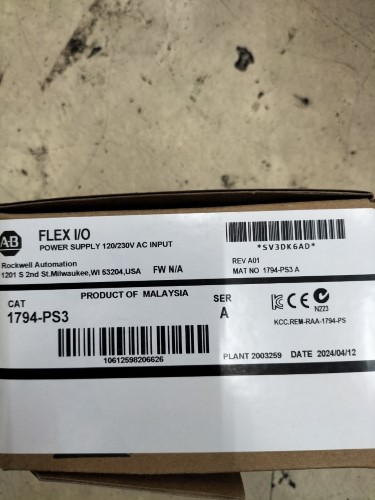 AB
FLEX I/O
POWER SUPPLY 120/230V AC INPUT
Rockwell Automation
1201 S 2nd St.Milwaukee,WI 53204,USA FW N/A
*SV3DK6AD*
REV A01
MAT NO 1794-PS3 A
PRODUCT OF MALAYSIA
CAT
1794-PS3
SER
A
10612598206626
N223
KCC.REM-RAA-1794-PS
PLANT 2003259 DATE 2024/04/12